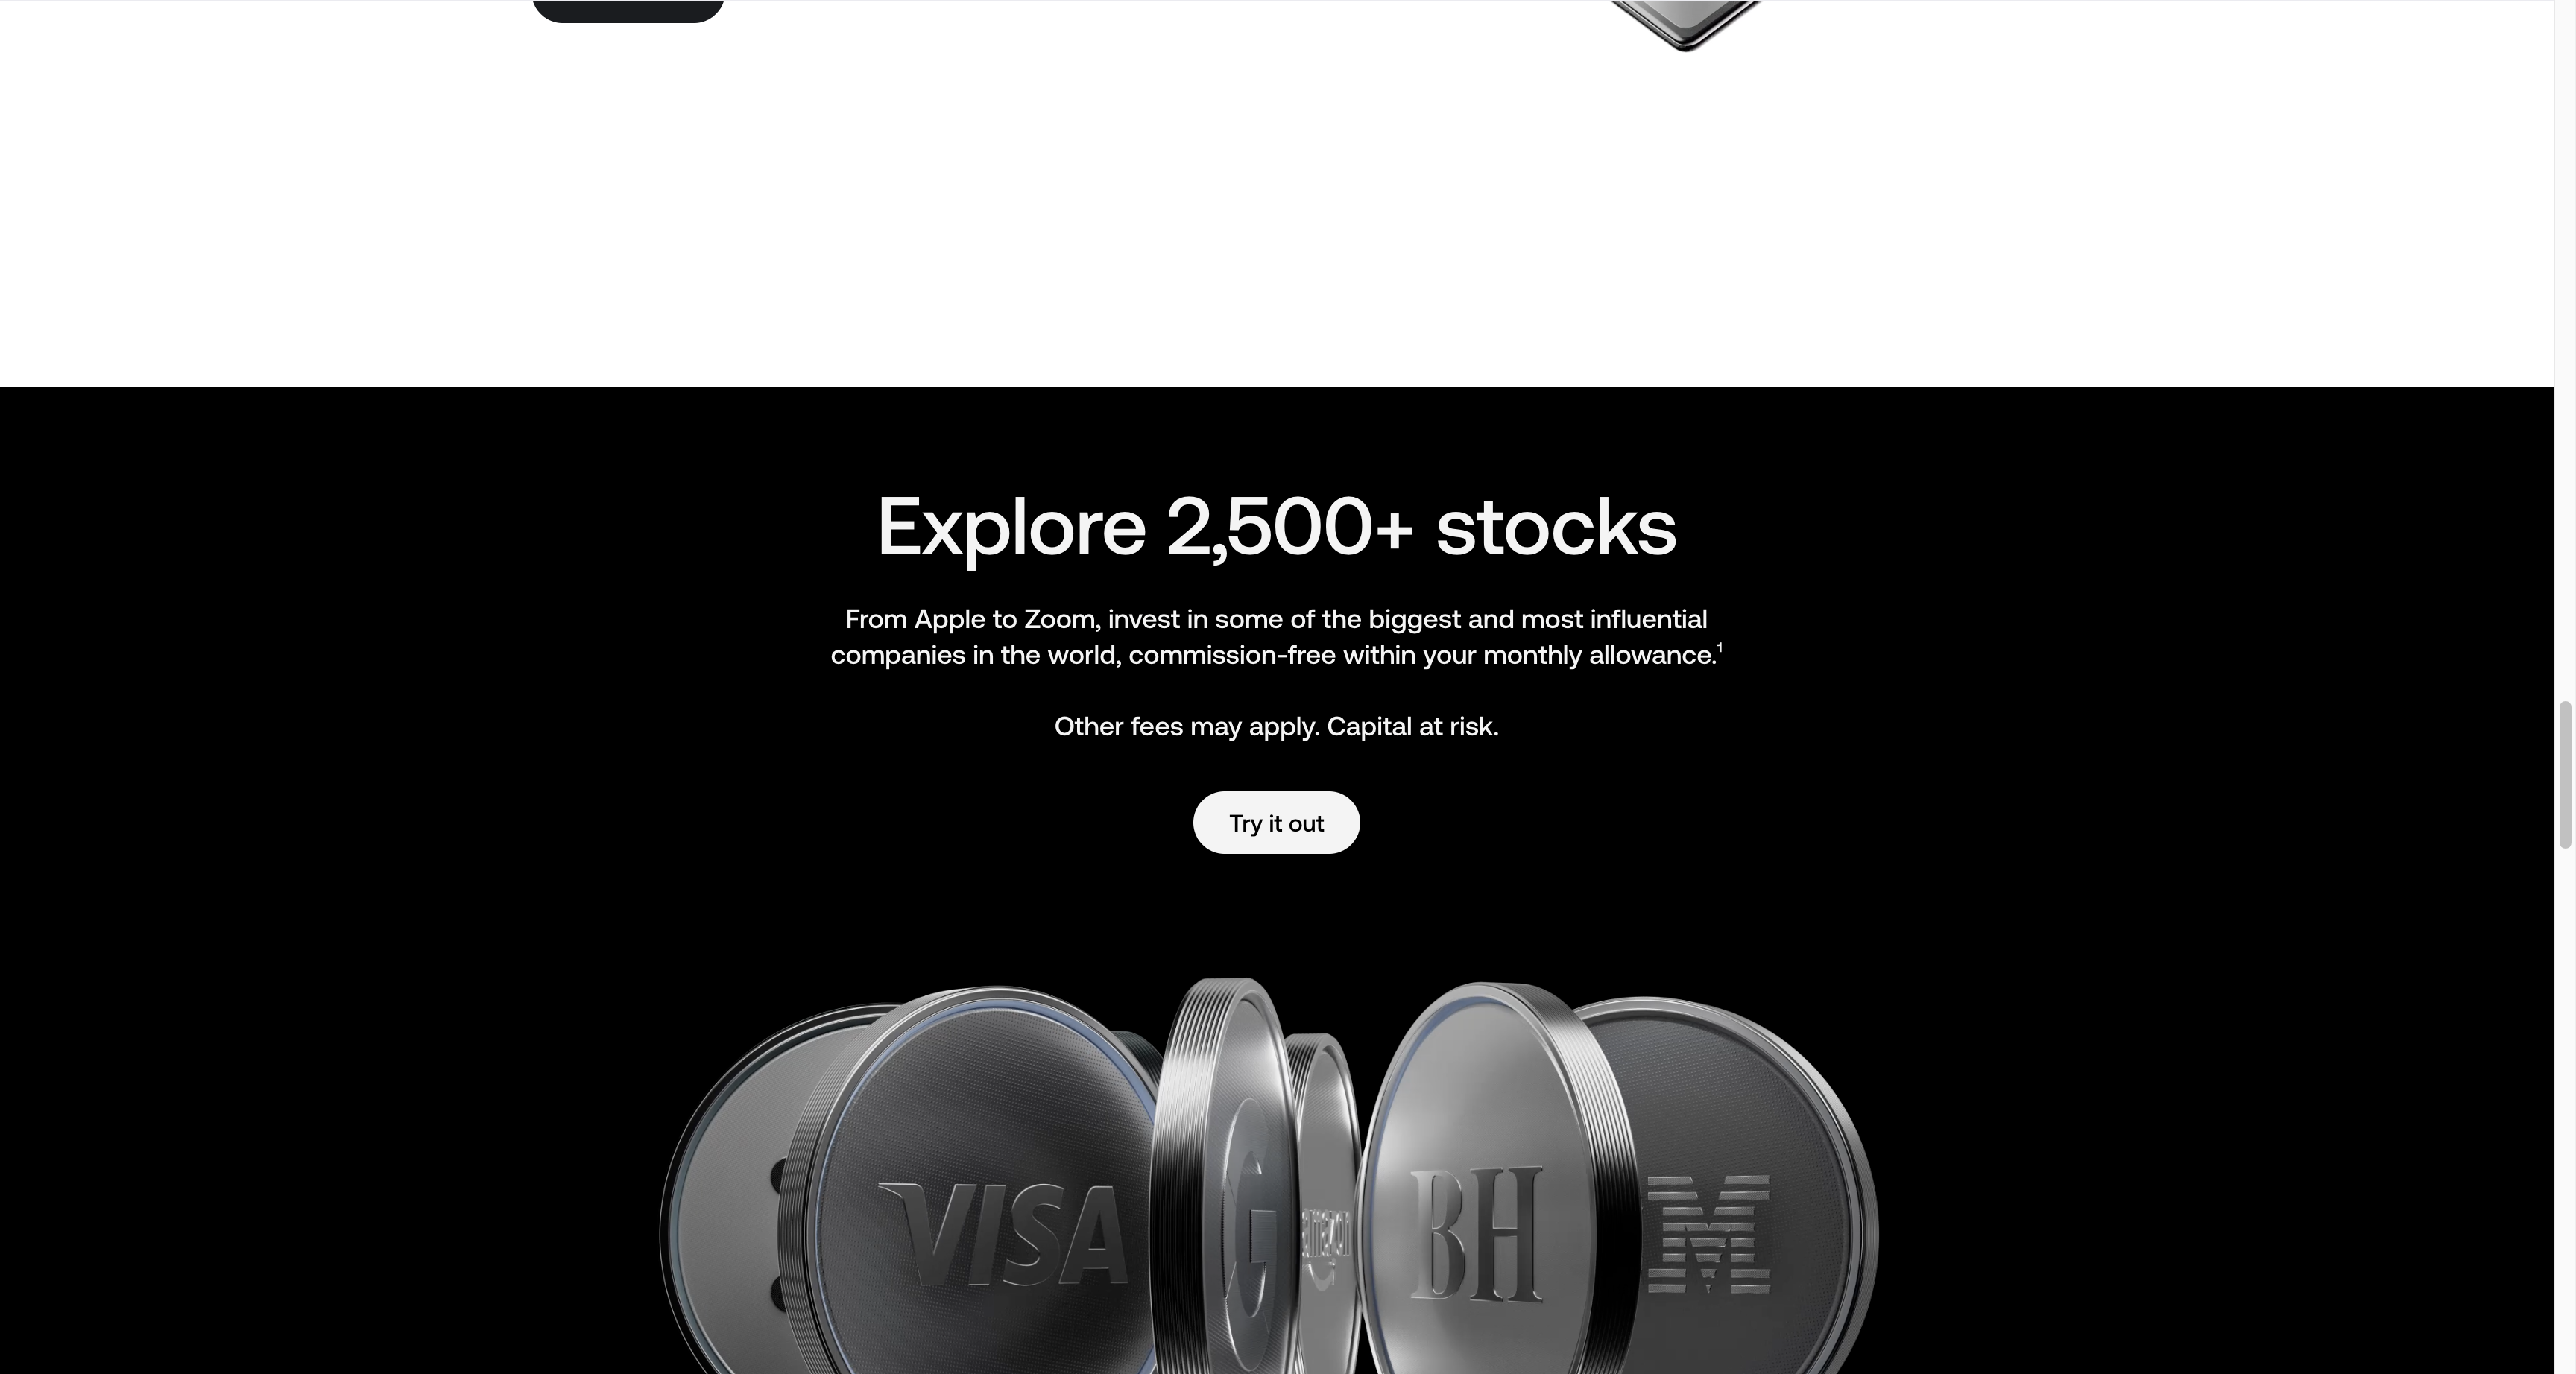 Explore 2,500+ stocks
From Apple to Zoom, invest in some of the biggest and most influential
companies in the world, commission-free within your monthly allowance.¹
Other fees may apply. Capital at risk.
Try it out
VISA
G
amazon
BH
M